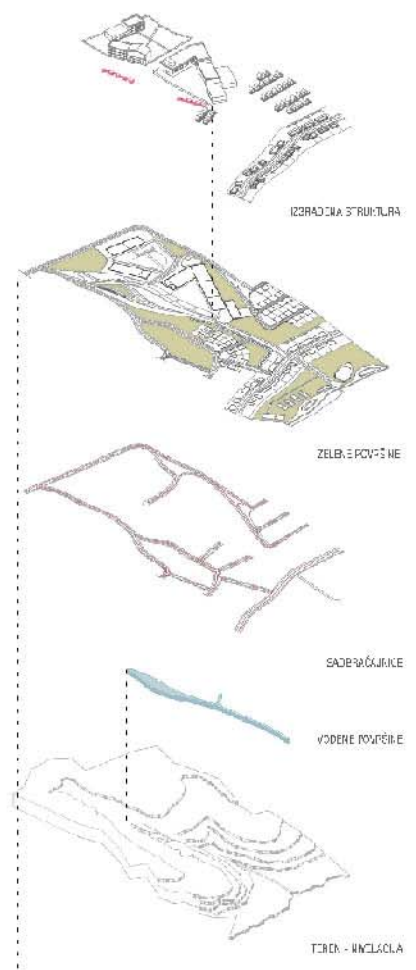 IZGRAĐENA STRUKTURA
ZELENE POVRŠINE
SAOBRAĆAJNICE
VODENE POVRŠINE
TEREN - NIVELACIJA